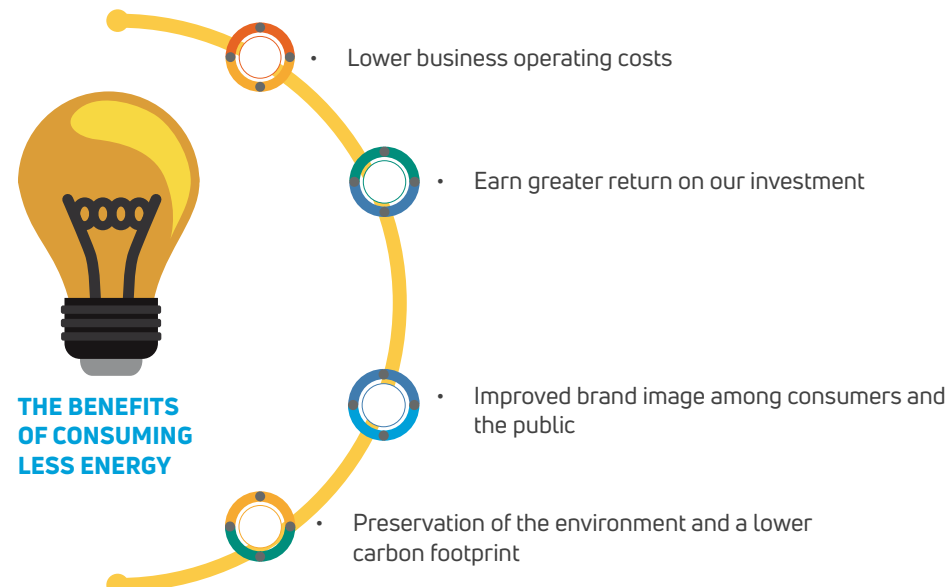 • Lower business operating costs
• Earn greater return on our investment
• Improved brand image among consumers and
the public
• Preservation of the environment and a lower
carbon footprint
THE BENEFITS
OF CONSUMING
LESS ENERGY